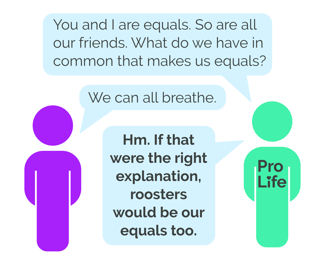 You and I are equals. So are all
our friends. What do we have in
common that makes us equals?
We can all breathe.
Hm. If that
were the right
explanation,
roosters
would be our
equals too.
Pro
Life